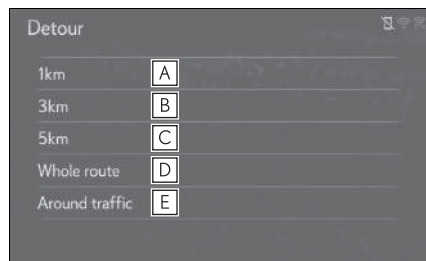 Detour
1km A
3km B
5km C
Whole route D
Around traffic E